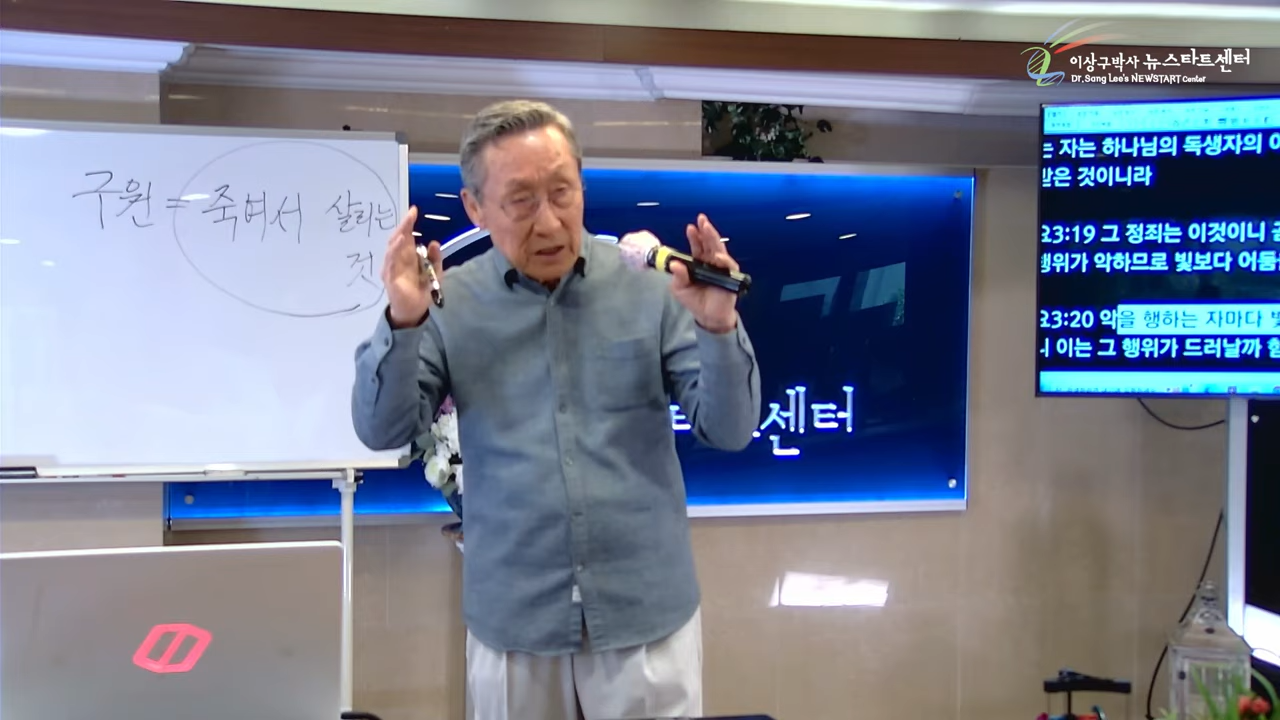 이상구박사 뉴스타트센터
Dr. Sang Lee's NEWSTART Center
구원 = 죽여서 살리는
것
는 자는 하나님의 독생자의 이
받은 것이니라
요3:19 그 정죄는 이것이니
행위가 악하므로 빛보다 어둠을
요3:20 악을 행하는 자마다 빛
니 이는 그 행위가 드러날까 함
센터